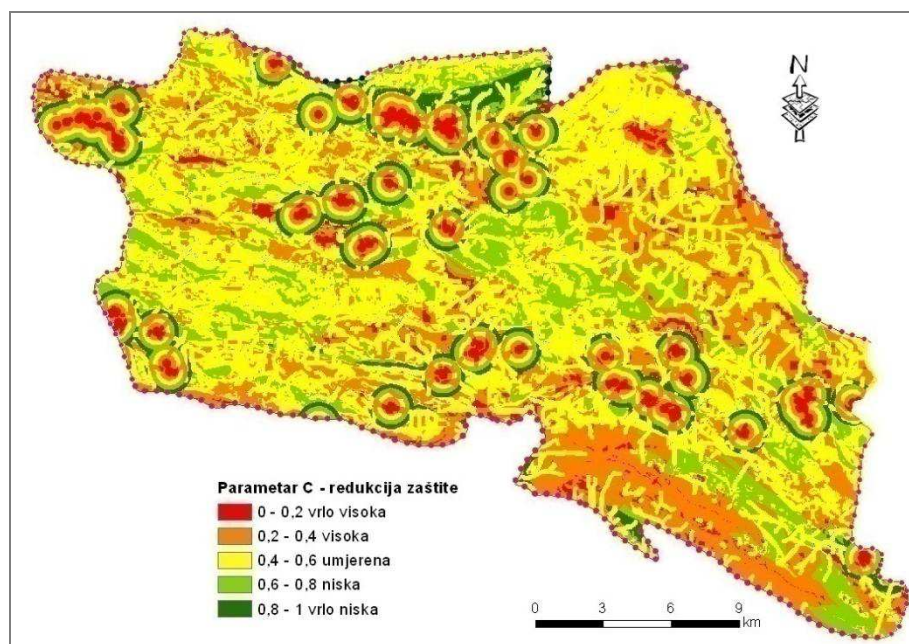 N
Parametar C - redukcija zaštite
0 - 0,2 vrlo visoka
0,2 - 0,4 visoka
0,4 - 0,6 umjerena
0,6 - 0,8 niska
0,8 - 1 vrlo niska
0 3 6 9
km